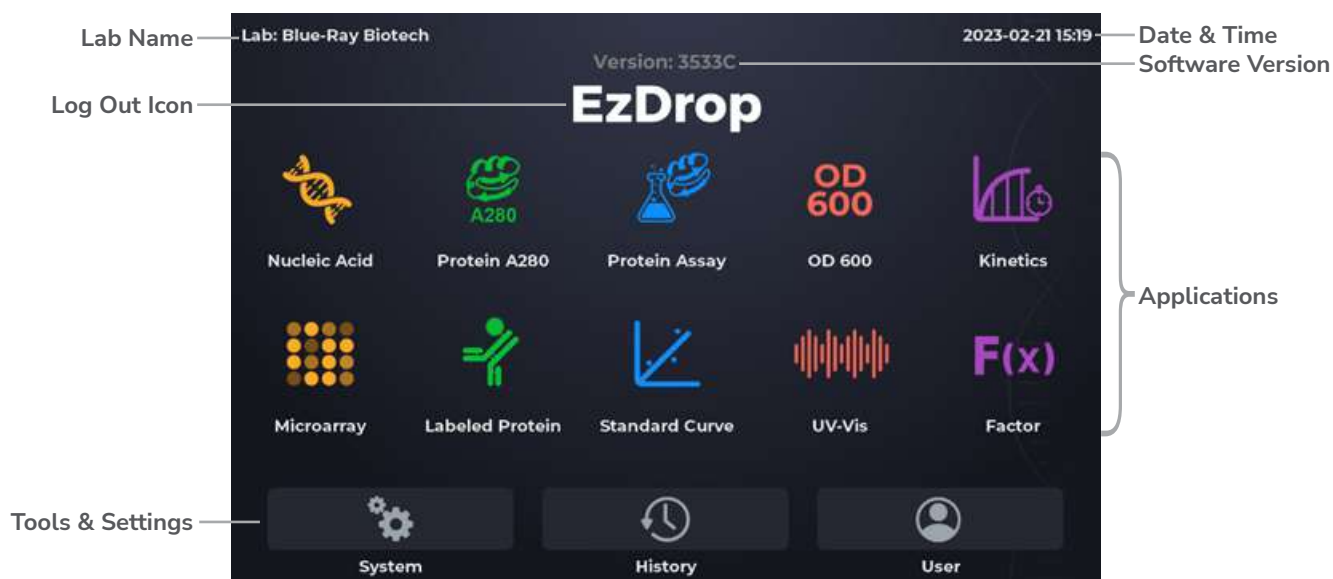 Lab Name
Lab: Blue-Ray Biotech
2023-02-21 15:19
Date & Time
Version: 3533C
Software Version
Log Out Icon
EzDrop
A280
OD
600
Nucleic Acid
Protein A280
Protein Assay
OD 600
Kinetics
Applications
F(x)
Microarray
Labeled Protein
Standard Curve
UV-Vis
Factor
Tools & Settings
System
History
User